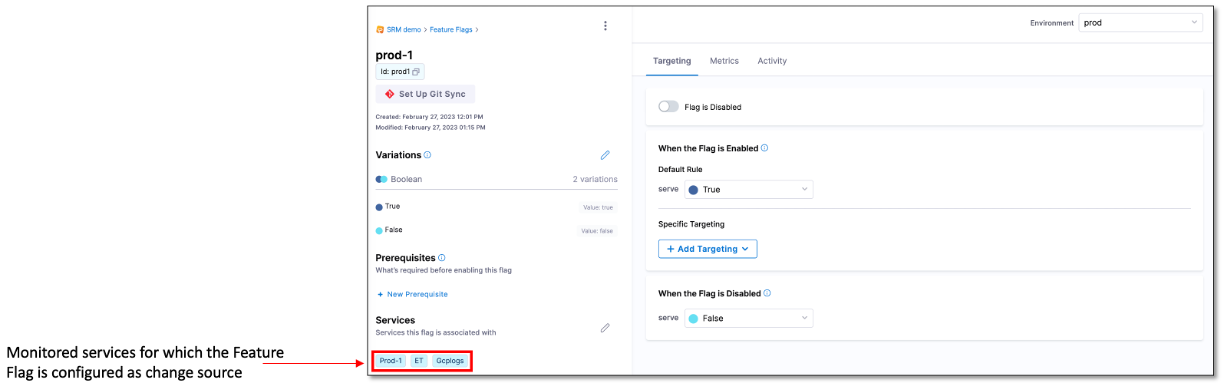 SRM demo > Feature Flags >
prod-1
Id: prod1
Set Up Git Sync
Created: February 27, 2023 12:01 PM
Modified: February 27, 2023 01:15 PM
Variations
Boolean 2 variations
True Value: true
False Value: false
Prerequisites
What's required before enabling this flag
+ New Prerequisite
Services
Services this flag is associated with
Prod-1 ET Gcplogs
Monitored services for which the Feature
Flag is configured as change source
Environment prod
Targeting Metrics Activity
Flag is Disabled
When the Flag is Enabled
Default Rule
serve True
Specific Targeting
+ Add Targeting
When the Flag is Disabled
serve False